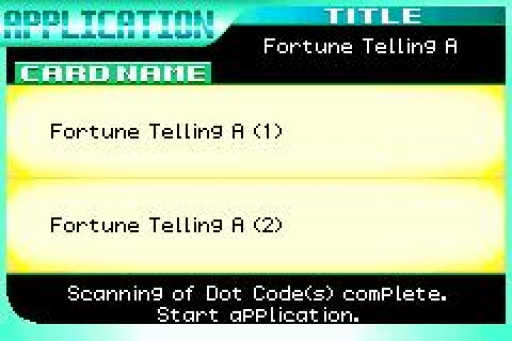 APPLICATION
TITLE
Fortune Telling A
CARD NAME
Fortune Telling A (1)
Fortune Telling A (2)
Scanning of Dot Code(s) complete.
Start application.